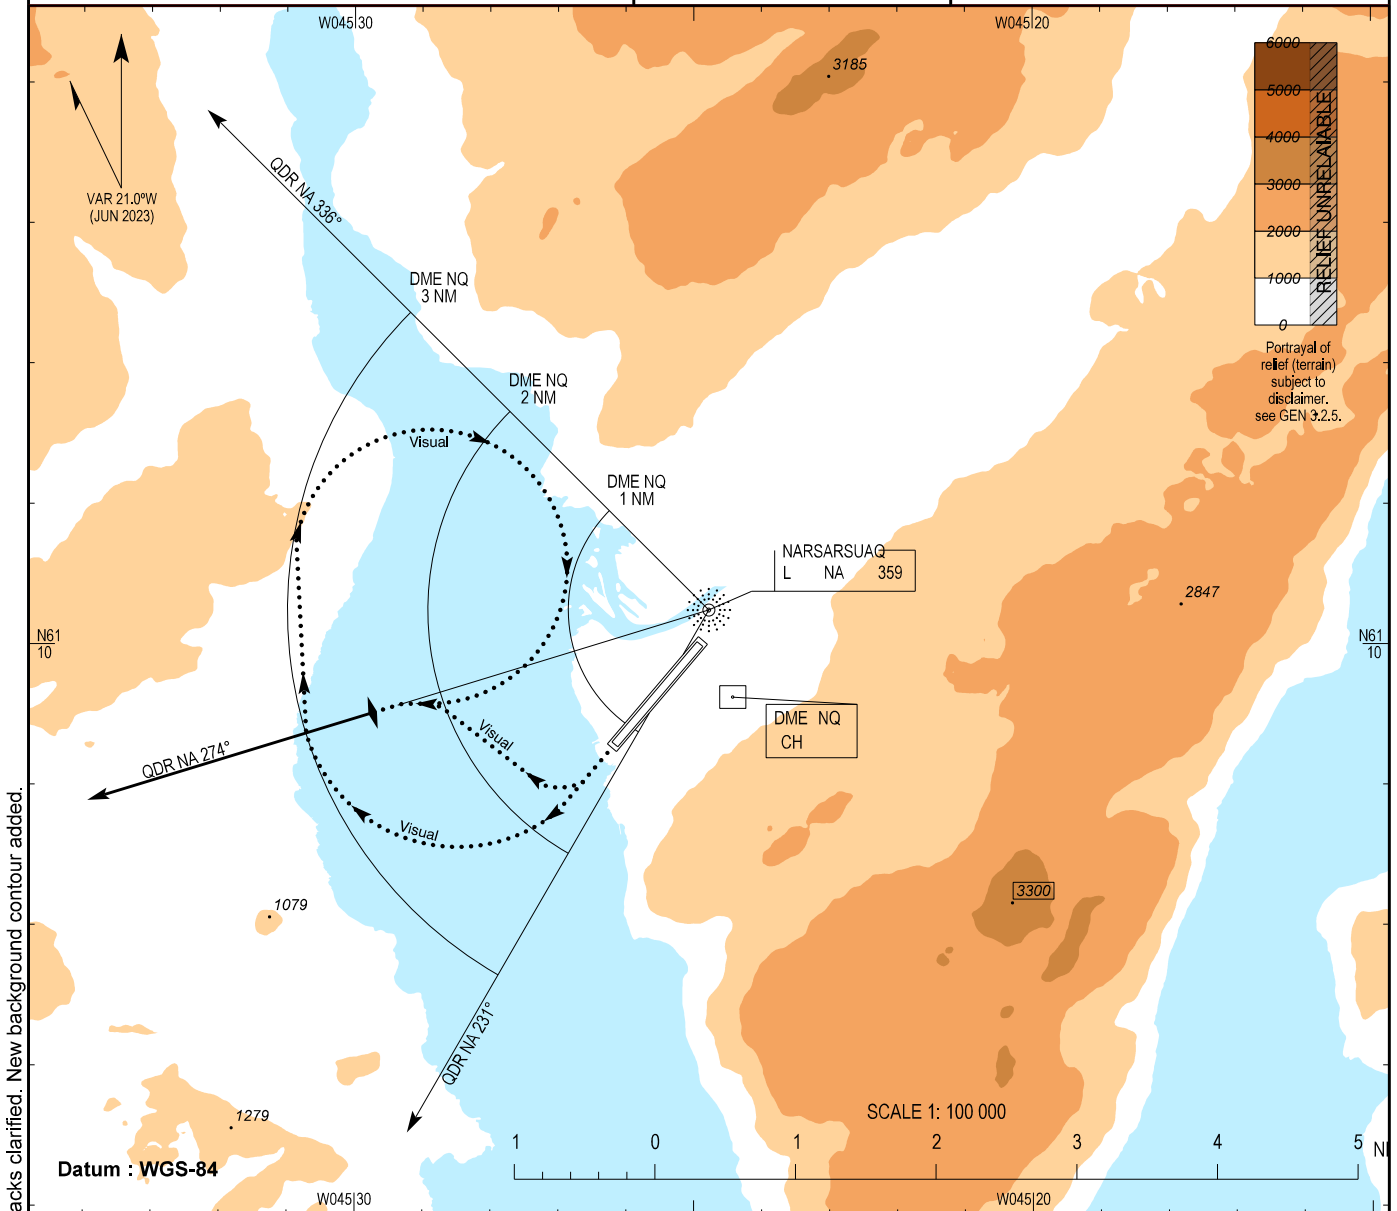 W045 30
W045 20
3185
6000
5000
4000
3000
2000
1000
0
RELIEF UNRELAIABLE
VAR 21.0°W
(JUN 2023)
QDR NA 336°
DME NQ
3 NM
Portrayal of
relief (terrain)
subject to
disclaimer.
see GEN 3.2.5.
DME NQ
2 NM
Visual
DME NQ
1 NM
NARSARSUAQ
L NA 359
2847
N61
10
N61
10
DME NQ
CH
Visual
QDR NA 274°
Visual
3300
1079
QDR NA 231°
1279
SCALE 1: 100 000
1 0 1 2 3 4 5
Datum : WGS-84
W045 30
W045 20
acks clarified. New background contour added.